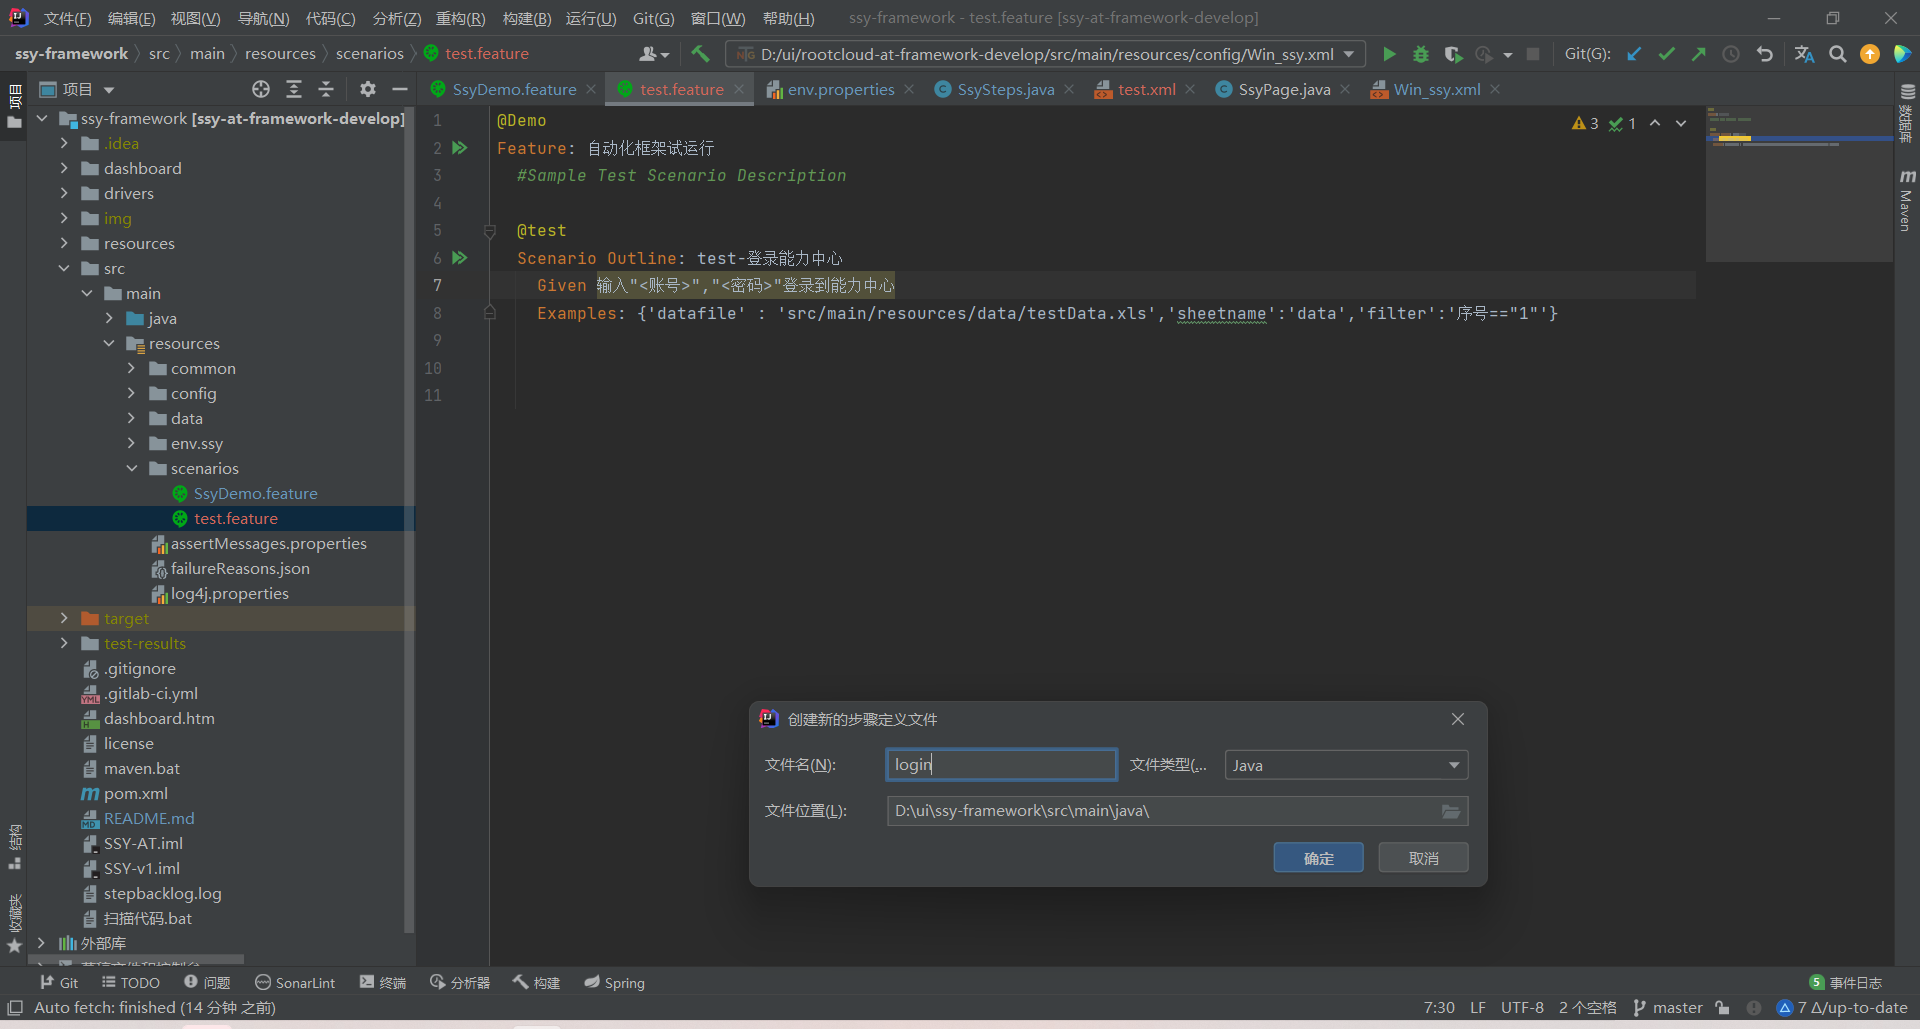 文件(F) 编辑(E) 视图(V) 导航(N) 代码(C) 分析(Z) 重构(R) 构建(B) 运行(U) Git(G) 窗口(W) 帮助(H) ssy-framework - test.feature [ssy-at-framework-develop]
ssy-framework src main resources scenarios test.feature D:/ui/rootcloud-at-framework-develop/src/main/resources/config/Win_ssy.xml Git(G):
项目
SsyDemo.feature test.feature env.properties SsySteps.java test.xml SsyPage.java Win_ssy.xml
项目
ssy-framework [ssy-at-framework-develop]
.idea
dashboard
drivers
img
resources
src
main
java
resources
common
config
data
env.ssy
scenarios
SsyDemo.feature
test.feature
assertMessages.properties
failureReasons.json
log4j.properties
target
test-results
.gitignore
.gitlab-ci.yml
dashboard.htm
license
maven.bat
pom.xml
README.md
SSY-AT.iml
SSY-v1.iml
stepbacklog.log
扫描代码.bat
外部库
结构
收藏夹
3 1
1 @Demo
2 Feature: 自动化框架试运行
3 #Sample Test Scenario Description
4
5 @test
6 Scenario Outline: test-登录能力中心
7 Given 输入"<账号>","<密码>"登录到能力中心
8 Examples: {'datafile' : 'src/main/resources/data/testData.xls','sheetname':'data','filter':'序号=="1"'}
9
10
11
数据库
Maven
创建新的步骤定义文件
文件名(N): login 文件类型(... Java
文件位置(L): D:\ui\ssy-framework\src\main\java\
确定 取消
Git TODO 问题 SonarLint 终端 分析器 构建 Spring 5 事件日志
Auto fetch: finished (14 分钟 之前) 7:30 LF UTF-8 2 个空格 master 7 Δ/up-to-date